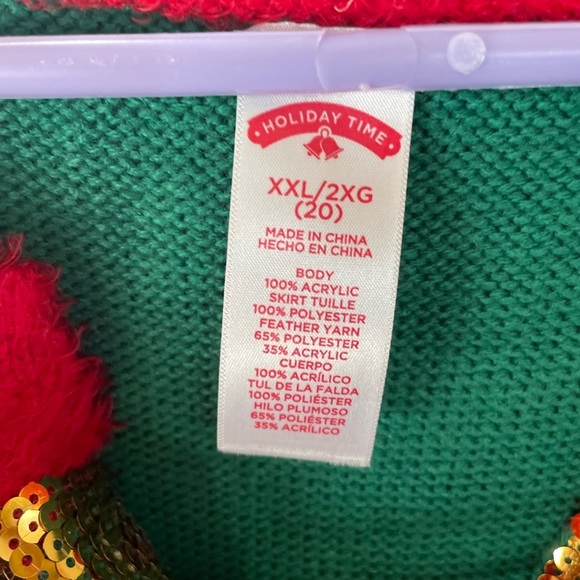 HOLIDAY TIME
XXL/2XG
(20)
MADE IN CHINA
HECHO EN CHINA
BODY
100% ACRYLIC
SKIRT TUILLE
100% POLYESTER
FEATHER YARN
65% POLYESTER
35% ACRYLIC
CUERPO
100% ACRÍLICO
TUL DE LA FALDA
100% POLIÉSTER
HILO PLUMOSO
65% POLIÉSTER
35% ACRÍLICO